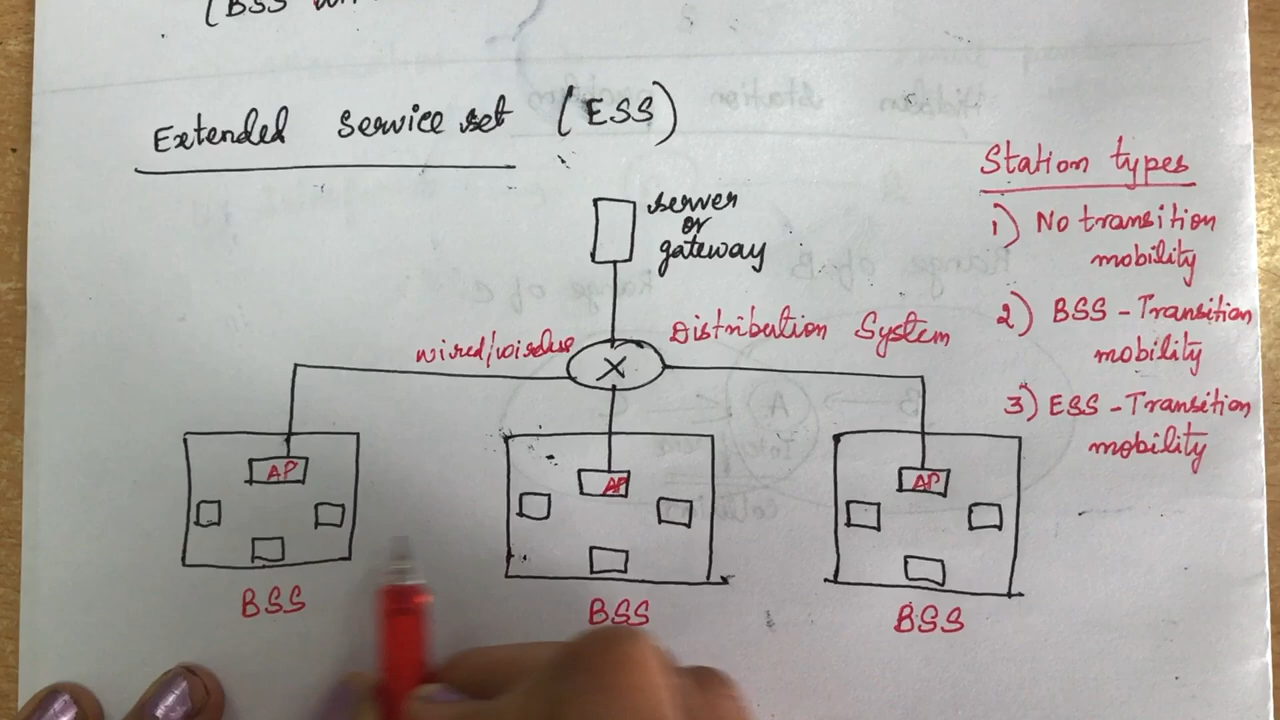 (BSS
Extended Service set (ESS)
server
or
gateway
wired/wireless
Distribution System
X
AP
AP
AP
BSS
BSS
BSS
Station types
1) No transition
mobility
2) BSS - Transition
mobility
3) ESS - Transition
mobility